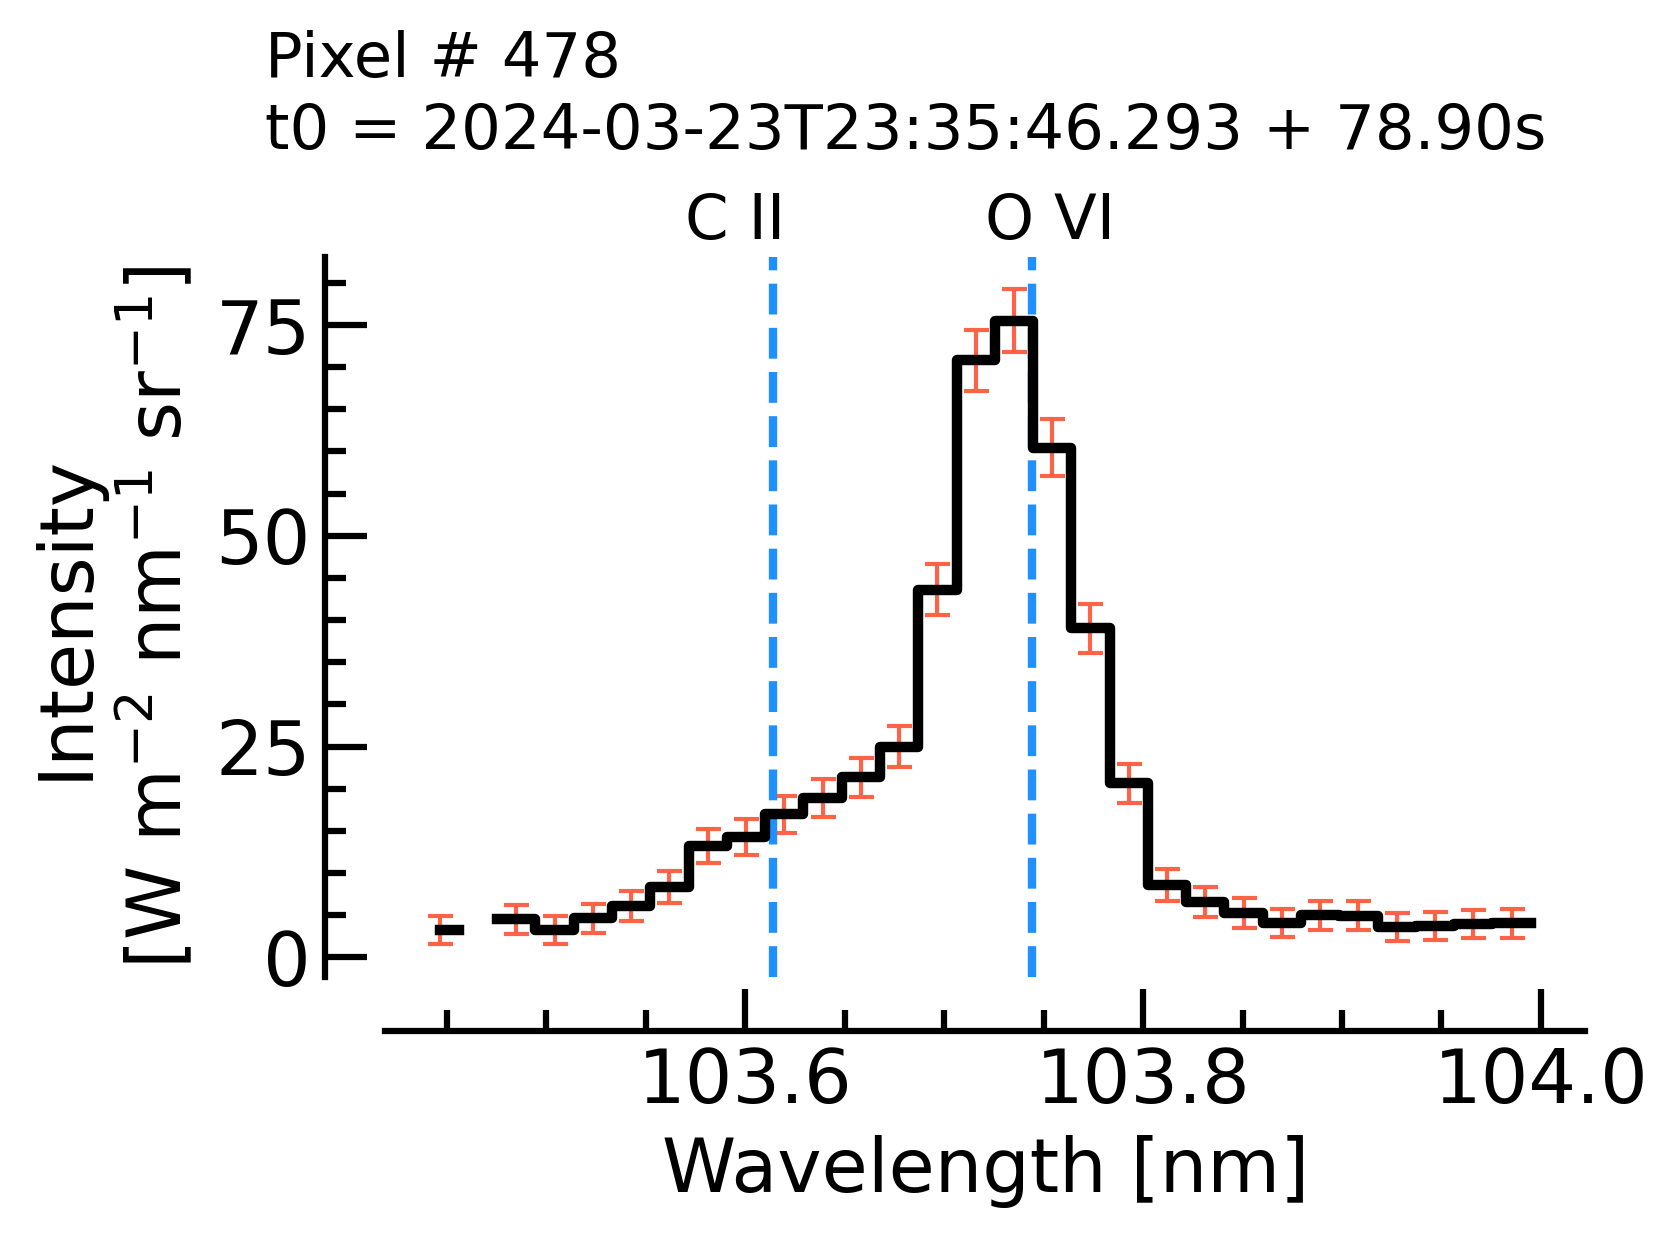 Pixel # 478
t0 = 2024-03-23T23:35:46.293 + 78.90s
C II
O VI
Intensity
[W m⁻² nm⁻¹ sr⁻¹]
75
50
25
0
103.6
103.8
104.0
Wavelength [nm]